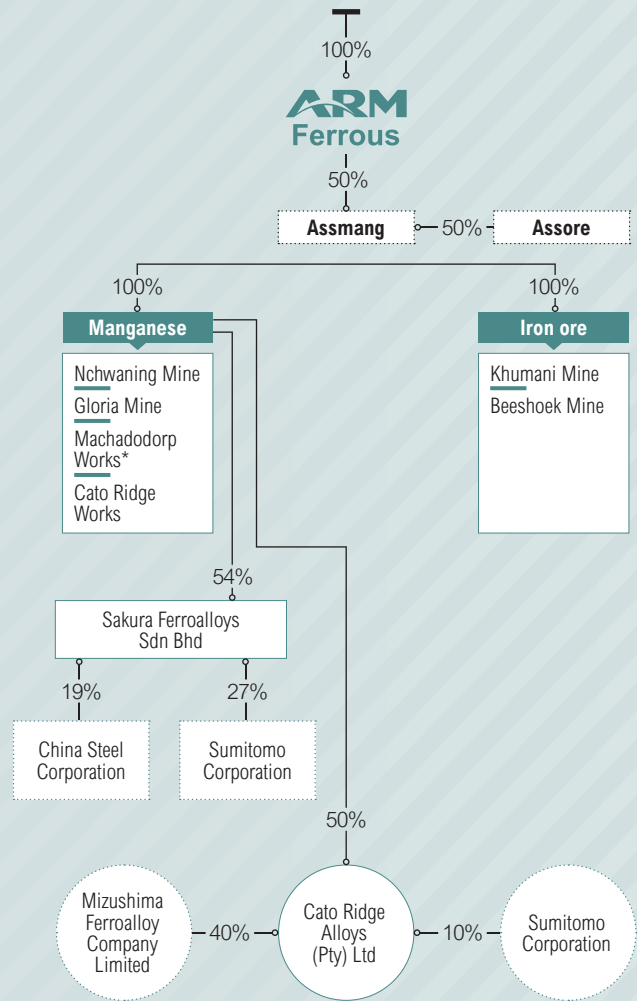 100%
ARM
Ferrous
50%
Assmang
50%
Assore
100%
100%
Manganese
Iron ore
Nchwaning Mine
Gloria Mine
Machadodorp
Works*
Cato Ridge
Works
Khumani Mine
Beeshoek Mine
54%
Sakura Ferroalloys
Sdn Bhd
19%
27%
China Steel
Corporation
Sumitomo
Corporation
50%
Mizushima
Ferroalloy
Company
Limited
40%
Cato Ridge
Alloys
(Pty) Ltd
10%
Sumitomo
Corporation